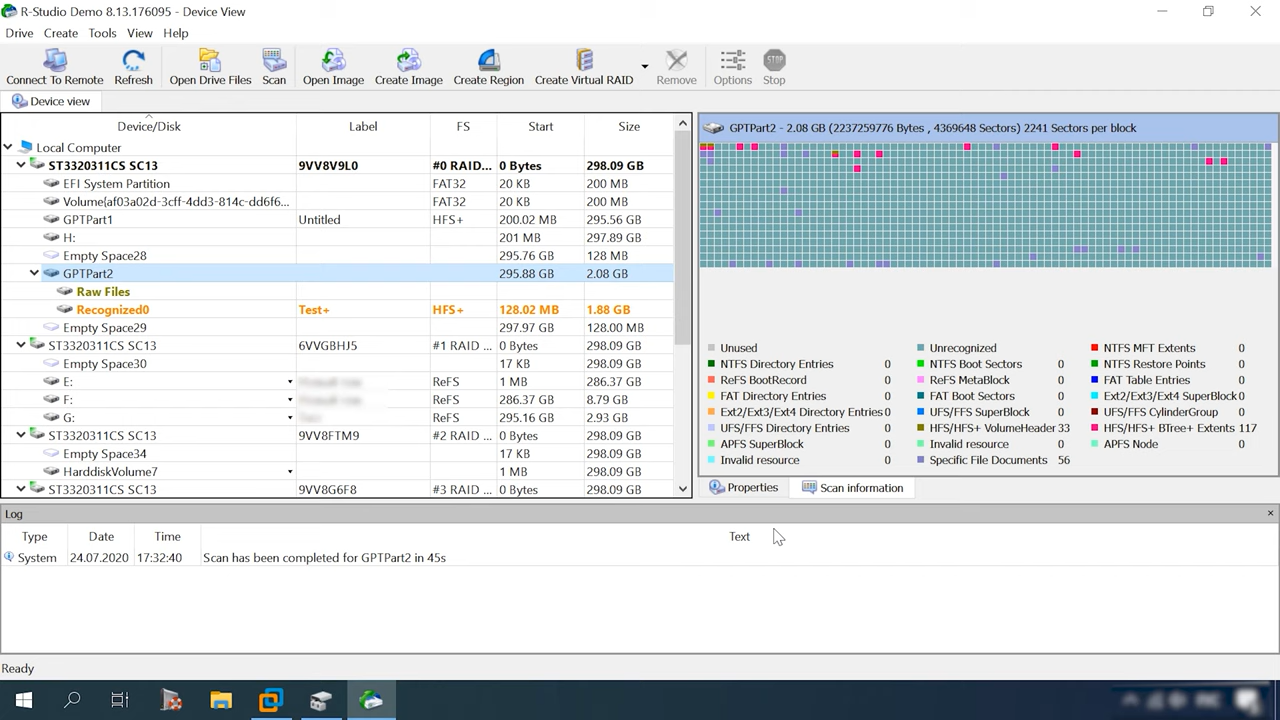 R-Studio Demo 8.13.176095 - Device View
Drive Create Tools View Help
Connect To Remote Refresh Open Drive Files Scan Open Image Create Image Create Region Create Virtual RAID Remove Options Stop
Device view
Device/Disk Label FS Start Size
Local Computer
ST3320311CS SC13 9VV8V9L0 #0 RAID... 0 Bytes 298.09 GB
EFI System Partition FAT32 20 KB 200 MB
Volume{af03a02d-3cff-4dd3-814c-dd6f6... FAT32 20 KB 200 MB
GPTPart1 Untitled HFS+ 200.02 MB 295.56 GB
H: 201 MB 297.89 GB
Empty Space28 295.76 GB 128 MB
GPTPart2 295.88 GB 2.08 GB
Raw Files
Recognized0 Test+ HFS+ 128.02 MB 1.88 GB
Empty Space29 297.97 GB 128.00 MB
ST3320311CS SC13 6VVGBHJ5 #1 RAID ... 0 Bytes 298.09 GB
Empty Space30 17 KB 298.09 GB
E: ReFS 1 MB 286.37 GB
F: ReFS 286.37 GB 8.79 GB
G: ReFS 295.16 GB 2.93 GB
ST3320311CS SC13 9VV8FTM9 #2 RAID ... 0 Bytes 298.09 GB
Empty Space34 17 KB 298.09 GB
HarddiskVolume7 1 MB 298.09 GB
ST3320311CS SC13 9VV8G6F8 #3 RAID ... 0 Bytes 298.09 GB
GPTPart2 - 2.08 GB (2237259776 Bytes , 4369648 Sectors) 2241 Sectors per block
Unused Unrecognized NTFS MFT Extents 0
NTFS Directory Entries 0 NTFS Boot Sectors 0 NTFS Restore Points 0
ReFS BootRecord 0 ReFS MetaBlock 0 FAT Table Entries 0
FAT Directory Entries 0 FAT Boot Sectors 0 Ext2/Ext3/Ext4 SuperBlock 0
Ext2/Ext3/Ext4 Directory Entries 0 UFS/FFS SuperBlock 0 UFS/FFS CylinderGroup 0
UFS/FFS Directory Entries 0 HFS/HFS+ VolumeHeader 33 HFS/HFS+ BTree+ Extents 117
APFS SuperBlock 0 Invalid resource 0 APFS Node 0
Invalid resource 0 Specific File Documents 56
Properties Scan information
Log
Type Date Time Text
System 24.07.2020 17:32:40 Scan has been completed for GPTPart2 in 45s
Ready